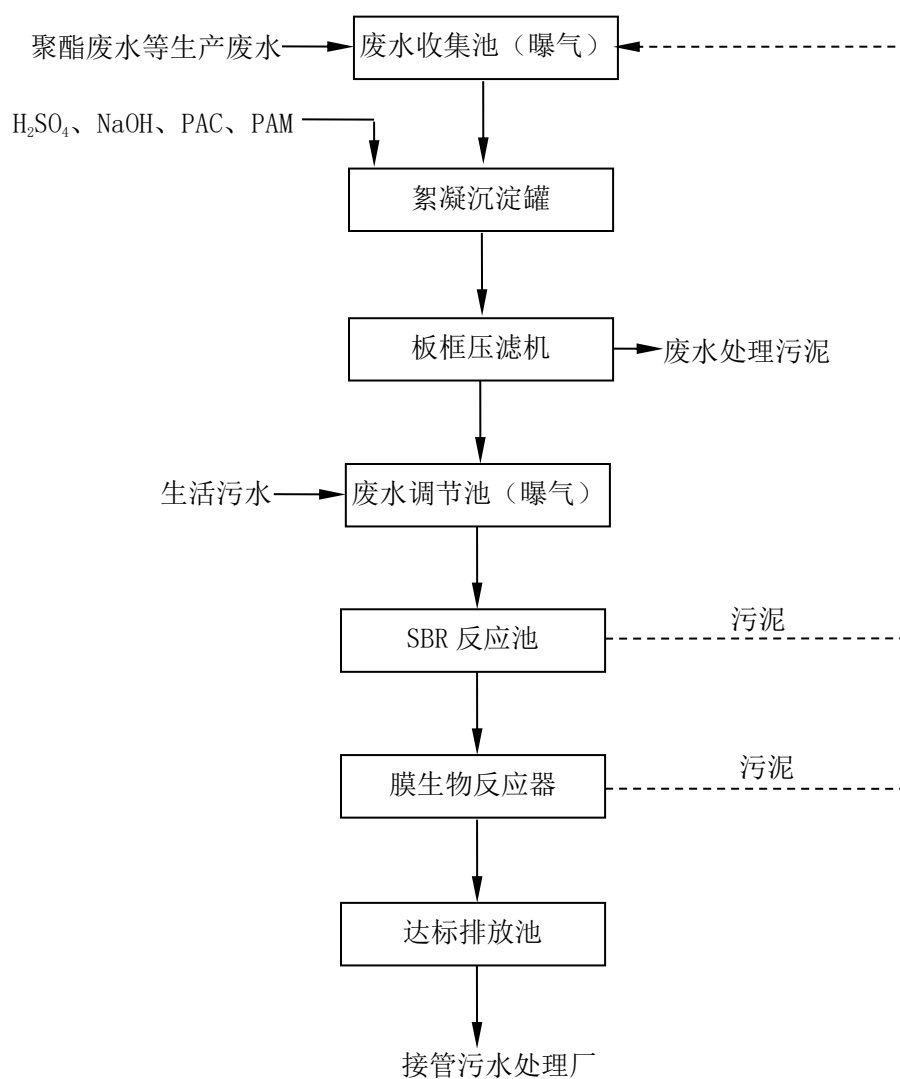 聚酯废水等生产废水
废水收集池（曝气）
H₂SO₄、NaOH、PAC、PAM
絮凝沉淀罐
板框压滤机
废水处理污泥
生活污水
废水调节池（曝气）
SBR 反应池
污泥
膜生物反应器
污泥
达标排放池
接管污水处理厂